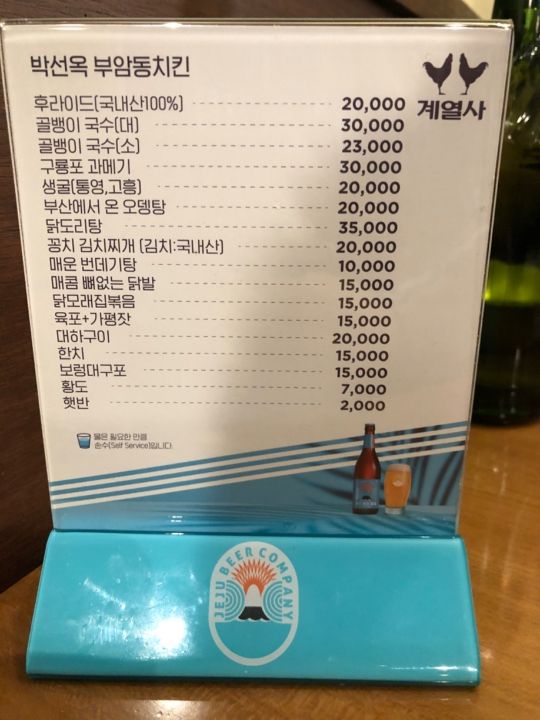 박선옥 부암동치킨
계열사
후라이드(국내산100%) 20,000
골뱅이 국수(대) 30,000
골뱅이 국수(소) 23,000
구룡포 과메기 30,000
생굴(통영,고흥) 20,000
부산에서 온 오뎅탕 20,000
닭도리탕 35,000
꽁치 김치찌개 (김치:국내산) 20,000
매운 번데기탕 10,000
매콤 뼈없는 닭발 15,000
닭모래집볶음 15,000
육포+가평잣 15,000
대하구이 20,000
한치 15,000
보령대구포 15,000
황도 7,000
햇반 2,000
물은 필요한 만큼
손수(Self Service)입니다.
JEJU BEER COMPANY